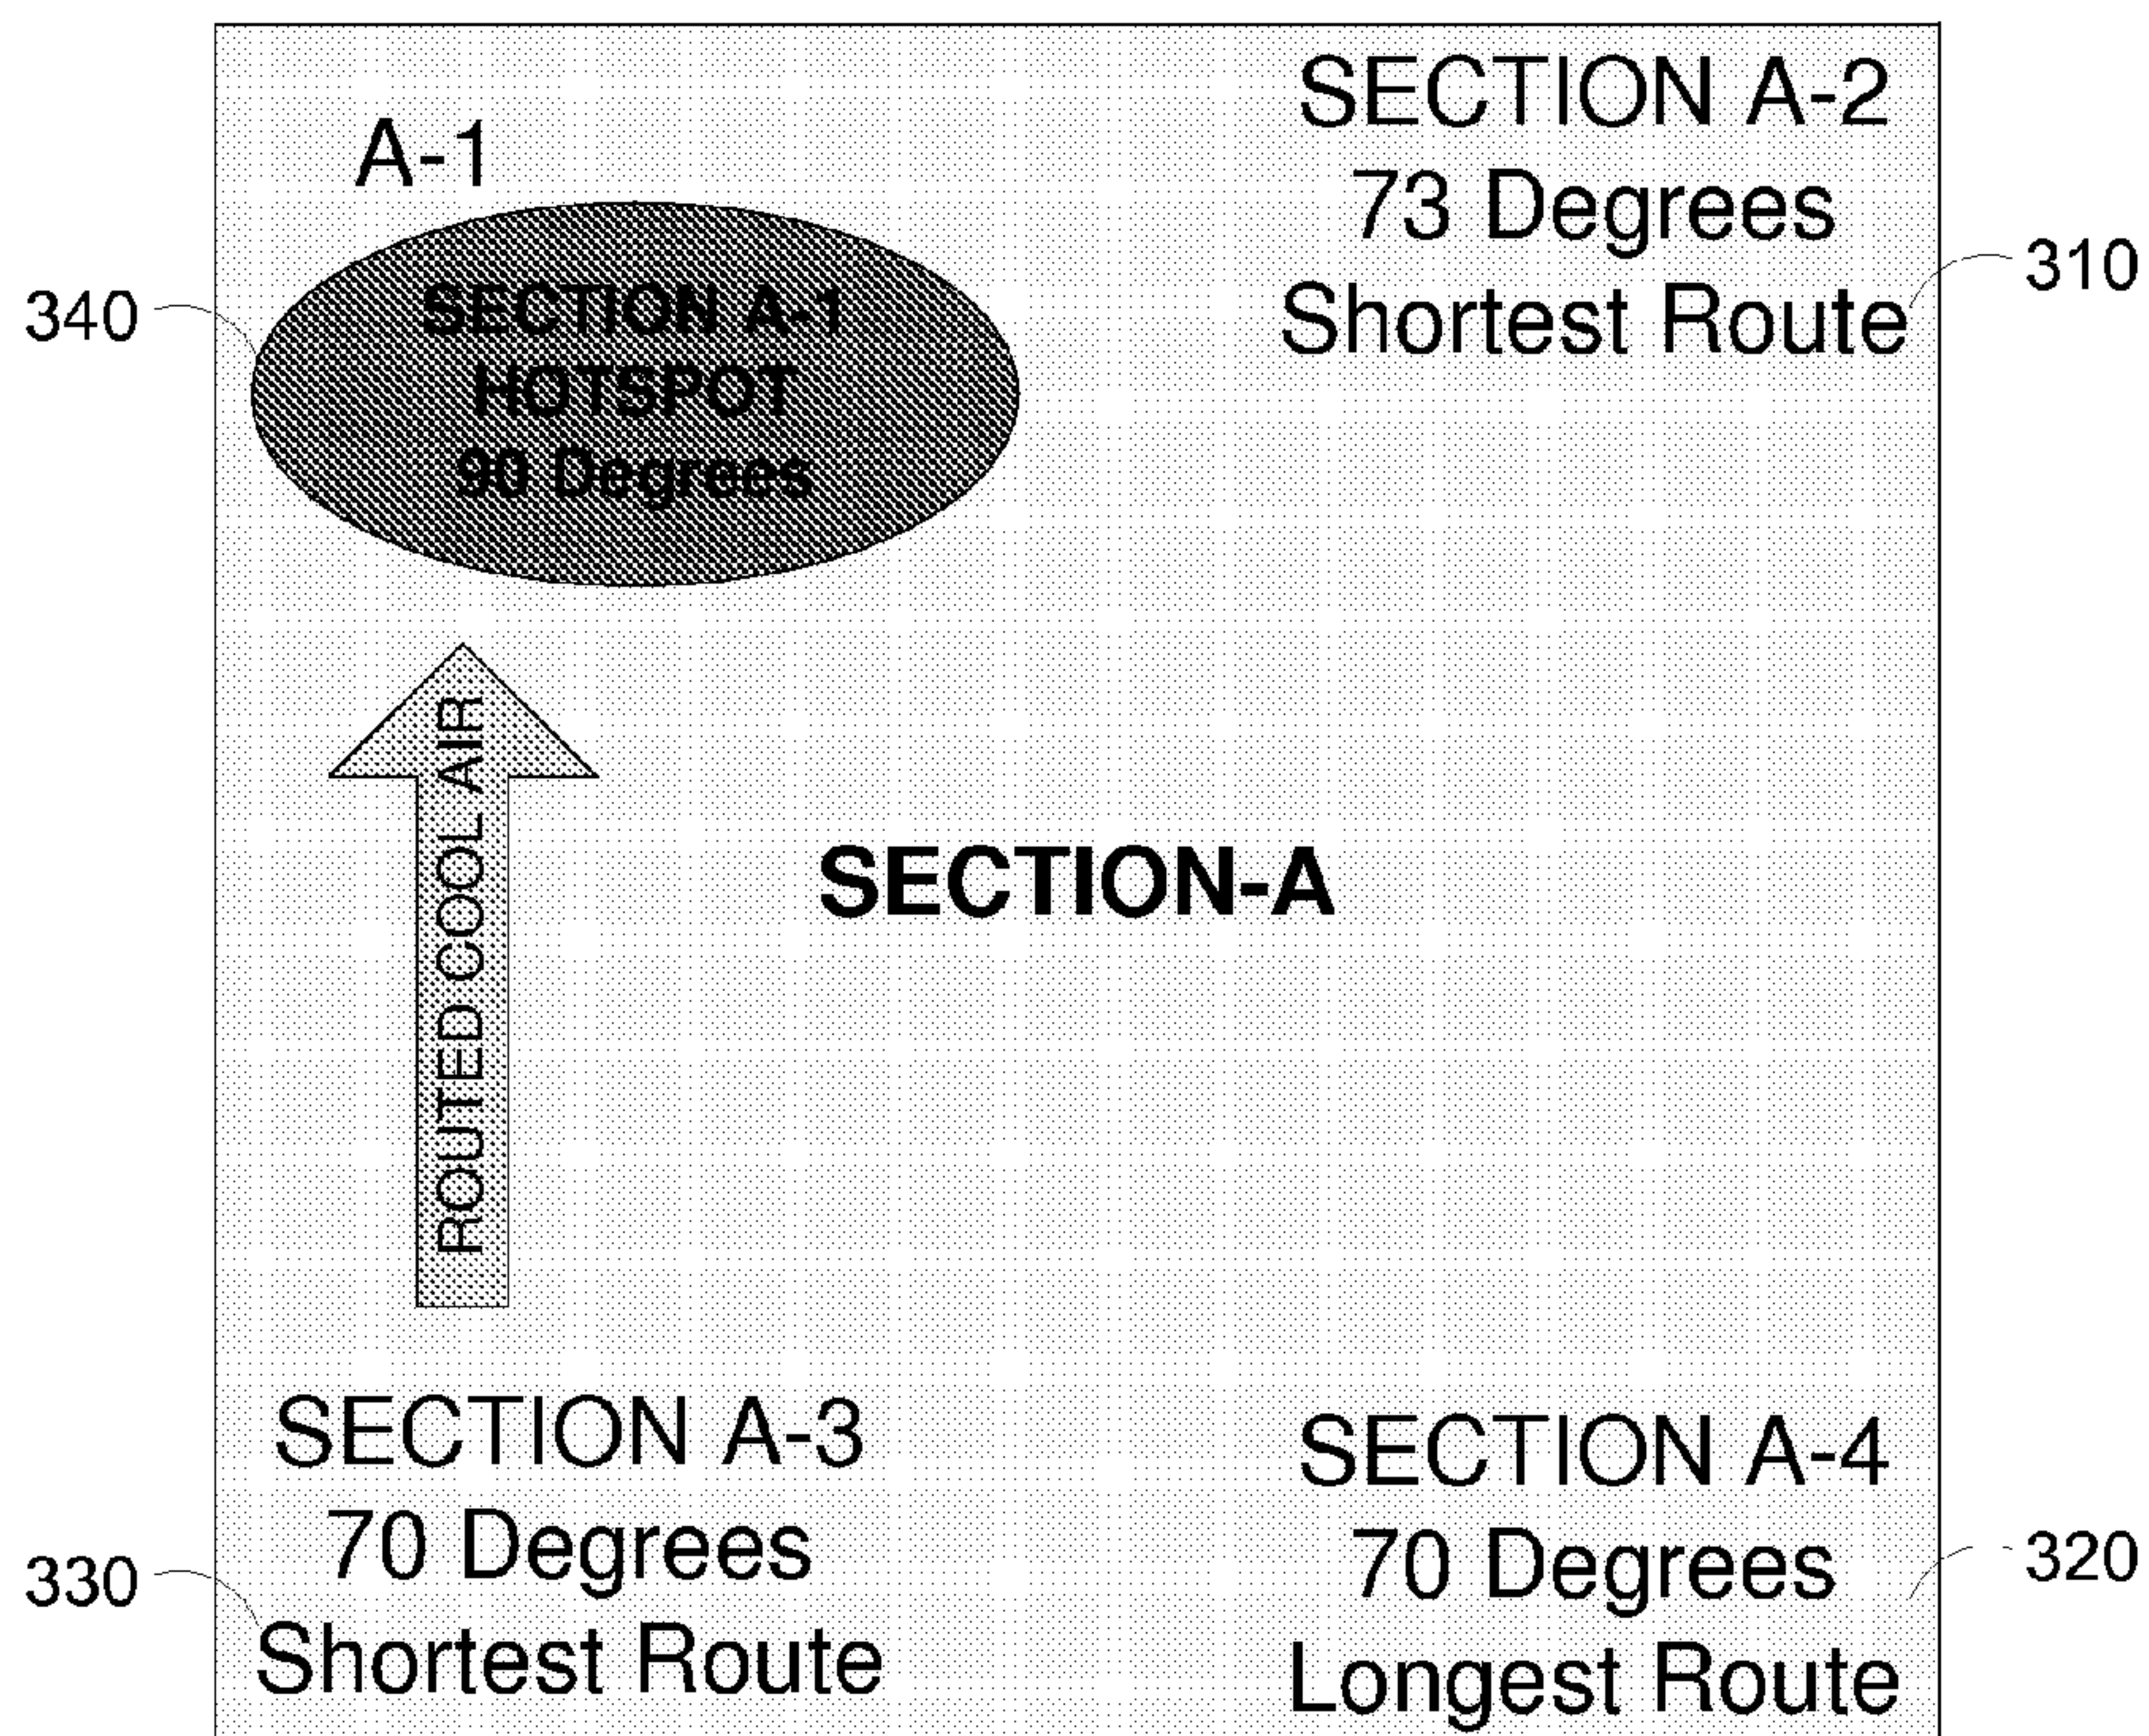 A-1
SECTION A-1
HOTSPOT
90 Degrees
340
SECTION A-2
73 Degrees
Shortest Route
310
ROUTED COOL AIR
SECTION-A
SECTION A-3
70 Degrees
Shortest Route
330
SECTION A-4
70 Degrees
Longest Route
320